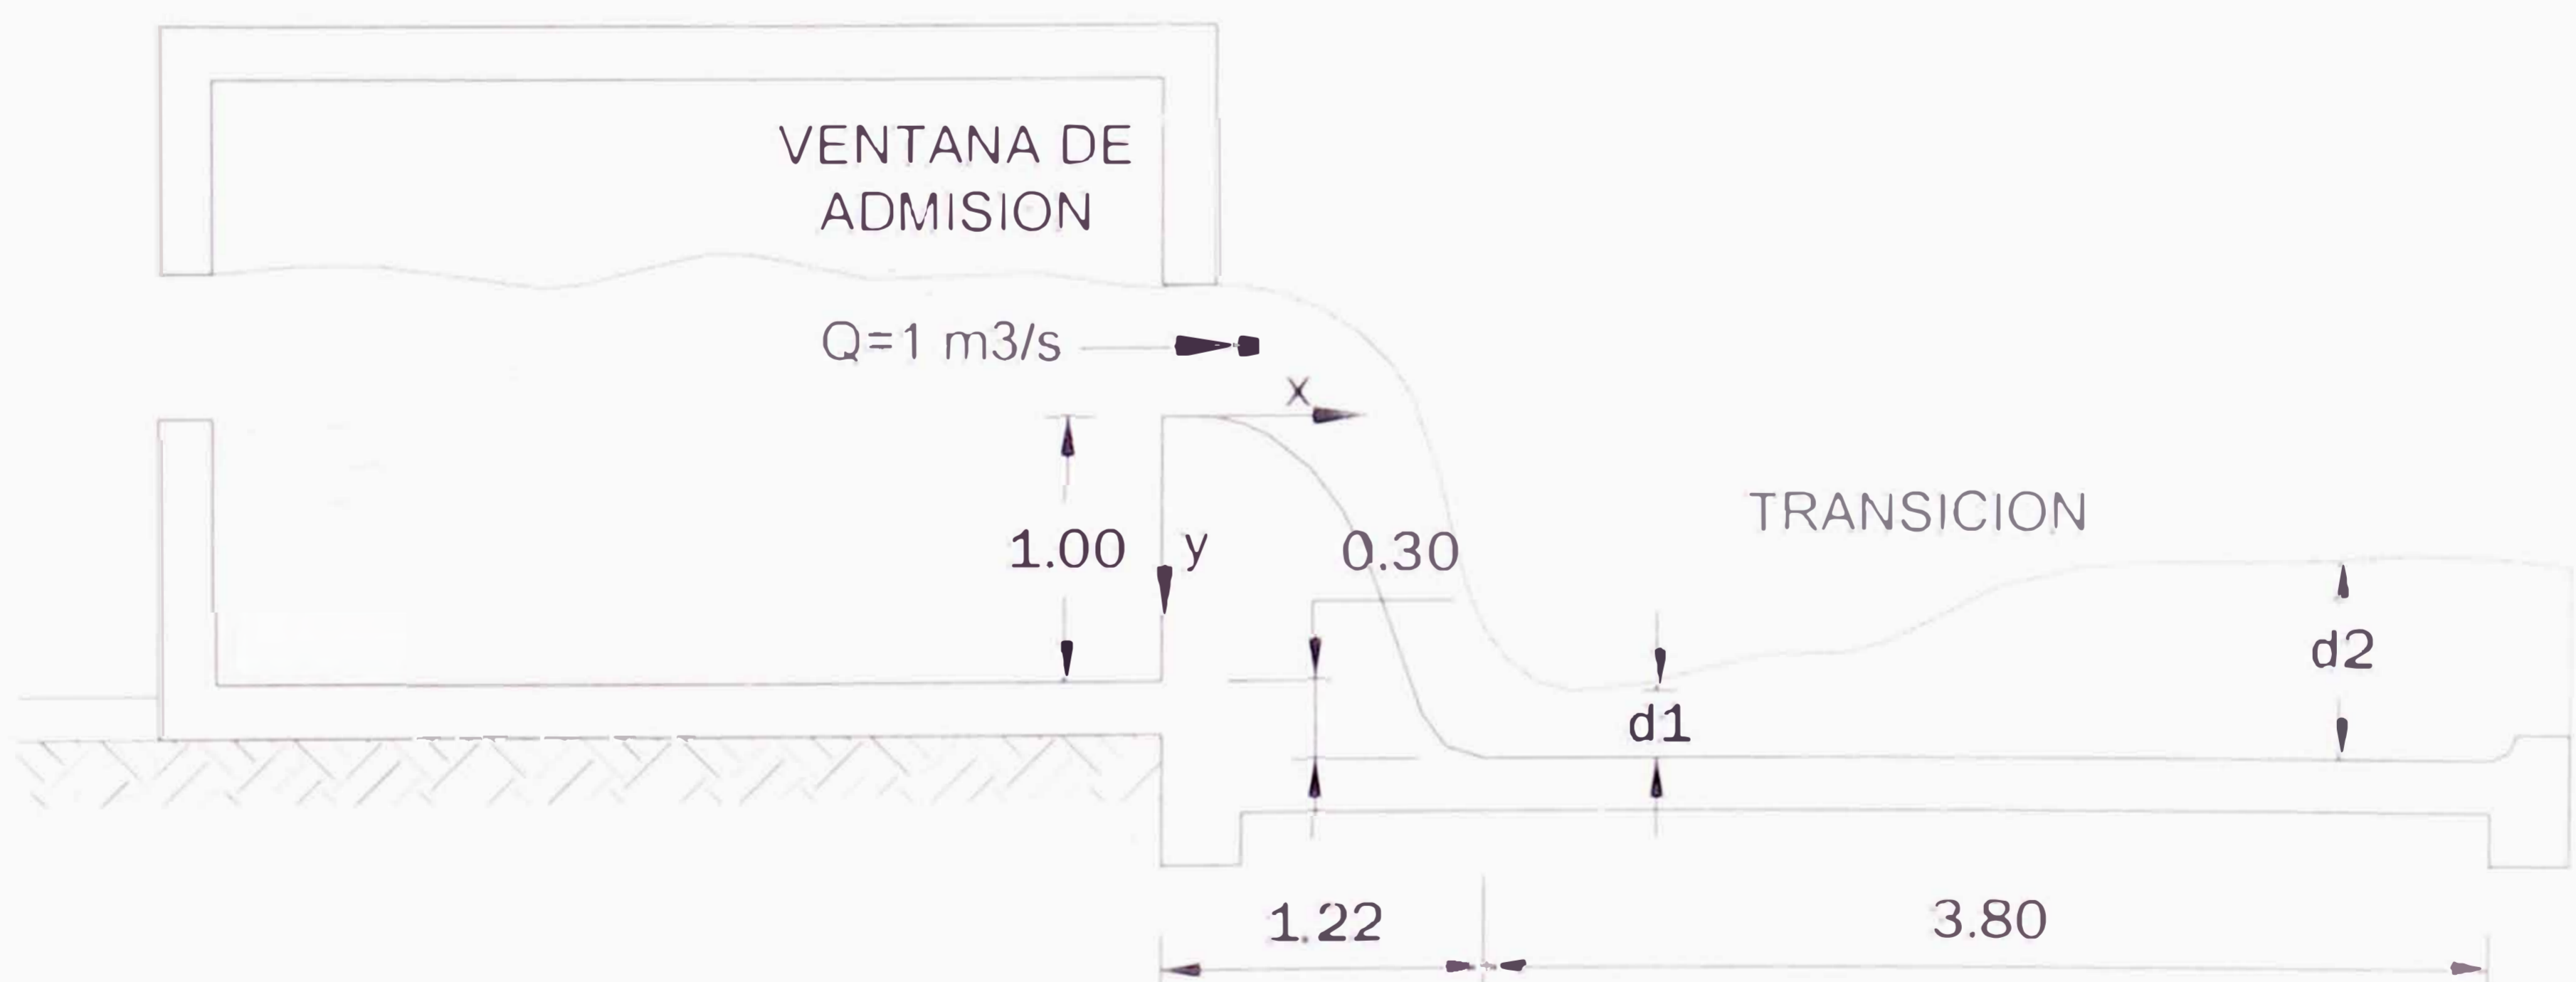 VENTANA DE
ADMISION
Q=1 m3/s
x
1.00
y
0.30
TRANSICION
d1
d2
1.22
3.80